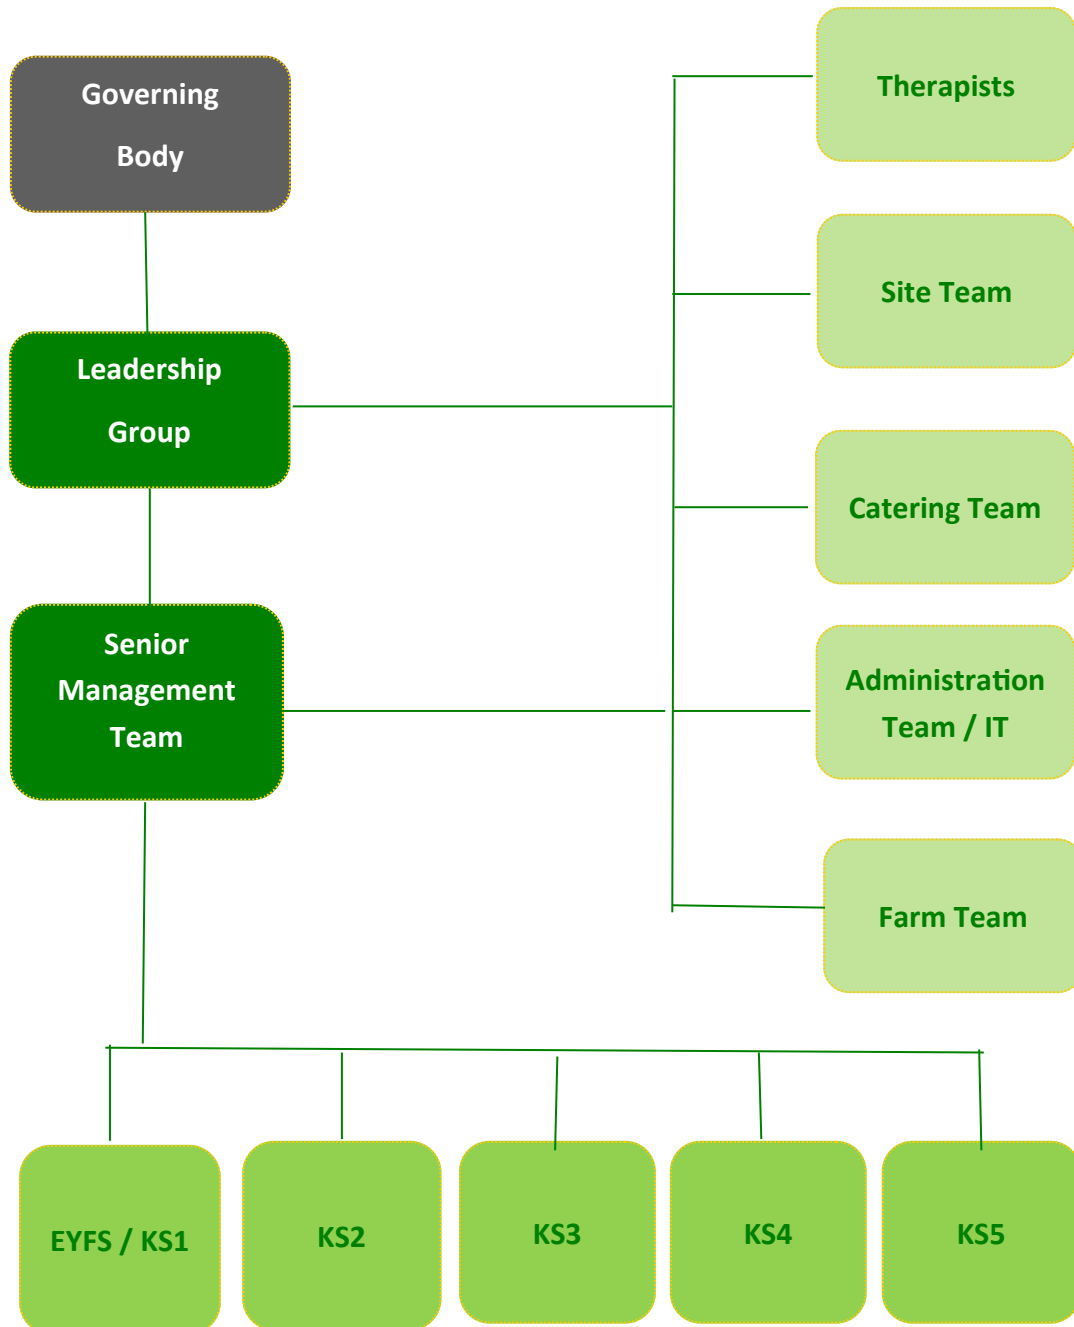 Governing
Body
Leadership
Group
Senior
Management
Team
Therapists
Site Team
Catering Team
Administration
Team / IT
Farm Team
EYFS / KS1
KS2
KS3
KS4
KS5